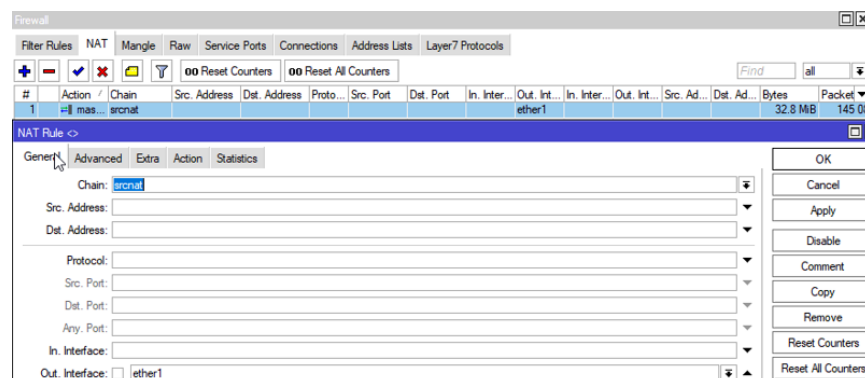 Firewall
Filter Rules NAT Mangle Raw Service Ports Connections Address Lists Layer7 Protocols
00 Reset Counters 00 Reset All Counters Find all
# Action Chain Src. Address Dst. Address Proto... Src. Port Dst. Port In. Inter... Out. Int... In. Inter... Out. Int... Src. Ad... Dst. Ad... Bytes Packet
1 mas... srcnat ether1 32.8 MiB 145 0
NAT Rule <>
General Advanced Extra Action Statistics OK
Chain: srcnat Cancel
Src. Address: Apply
Dst. Address:
Disable
Protocol: Comment
Src. Port: Copy
Dst. Port:
Any. Port: Remove
In. Interface: Reset Counters
Out. Interface: ether1 Reset All Counters